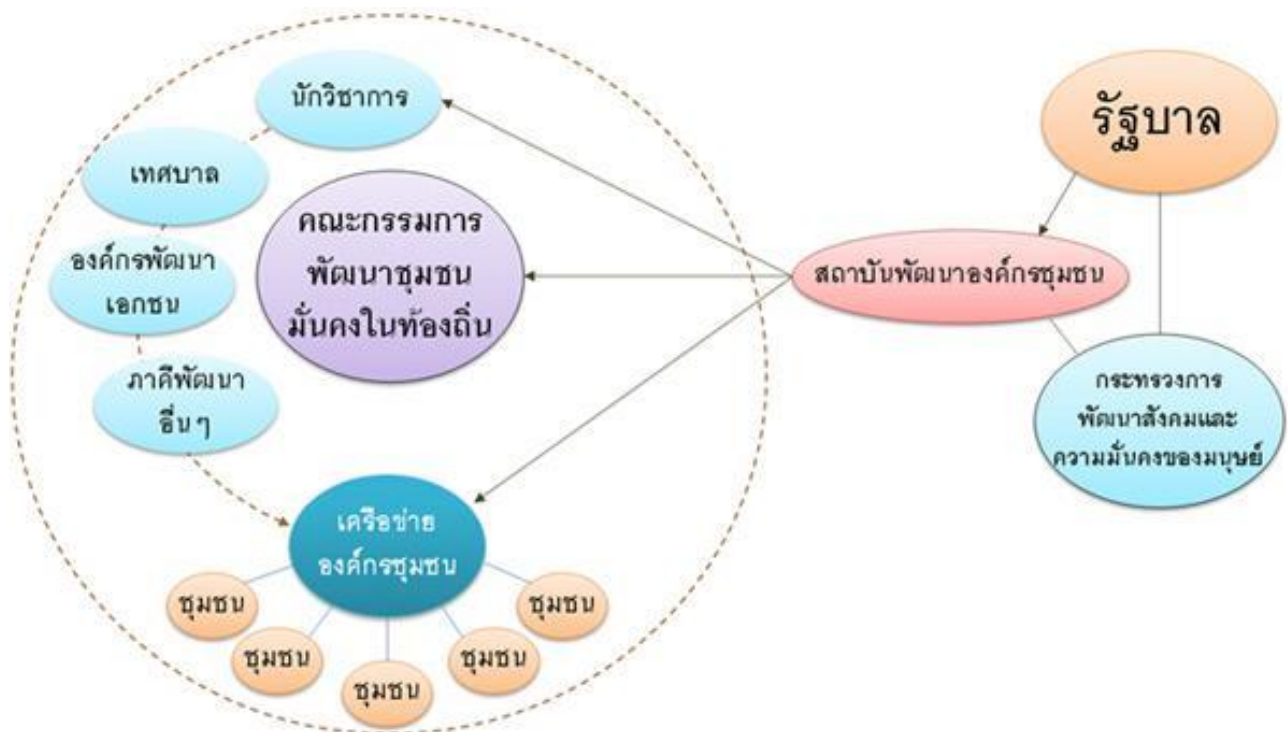 นักวิชาการ
เทศบาล
องค์กรพัฒนา
เอกชน
ภาคีพัฒนา
อื่นๆ
คณะกรรมการ
พัฒนาชุมชน
มั่นคงในท้องถิ่น
เครือข่าย
องค์กรชุมชน
ชุมชน
ชุมชน
ชุมชน
ชุมชน
ชุมชน
สถาบันพัฒนาองค์กรชุมชน
รัฐบาล
กระทรวงการ
พัฒนาสังคมและ
ความมั่นคงของมนุษย์